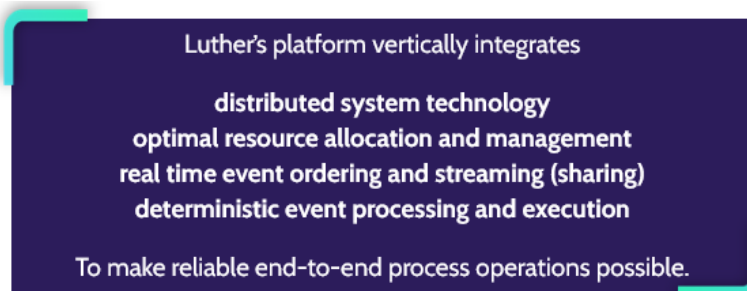 Luther's platform vertically integrates
distributed system technology
optimal resource allocation and management
real time event ordering and streaming (sharing)
deterministic event processing and execution
To make reliable end-to-end process operations possible.